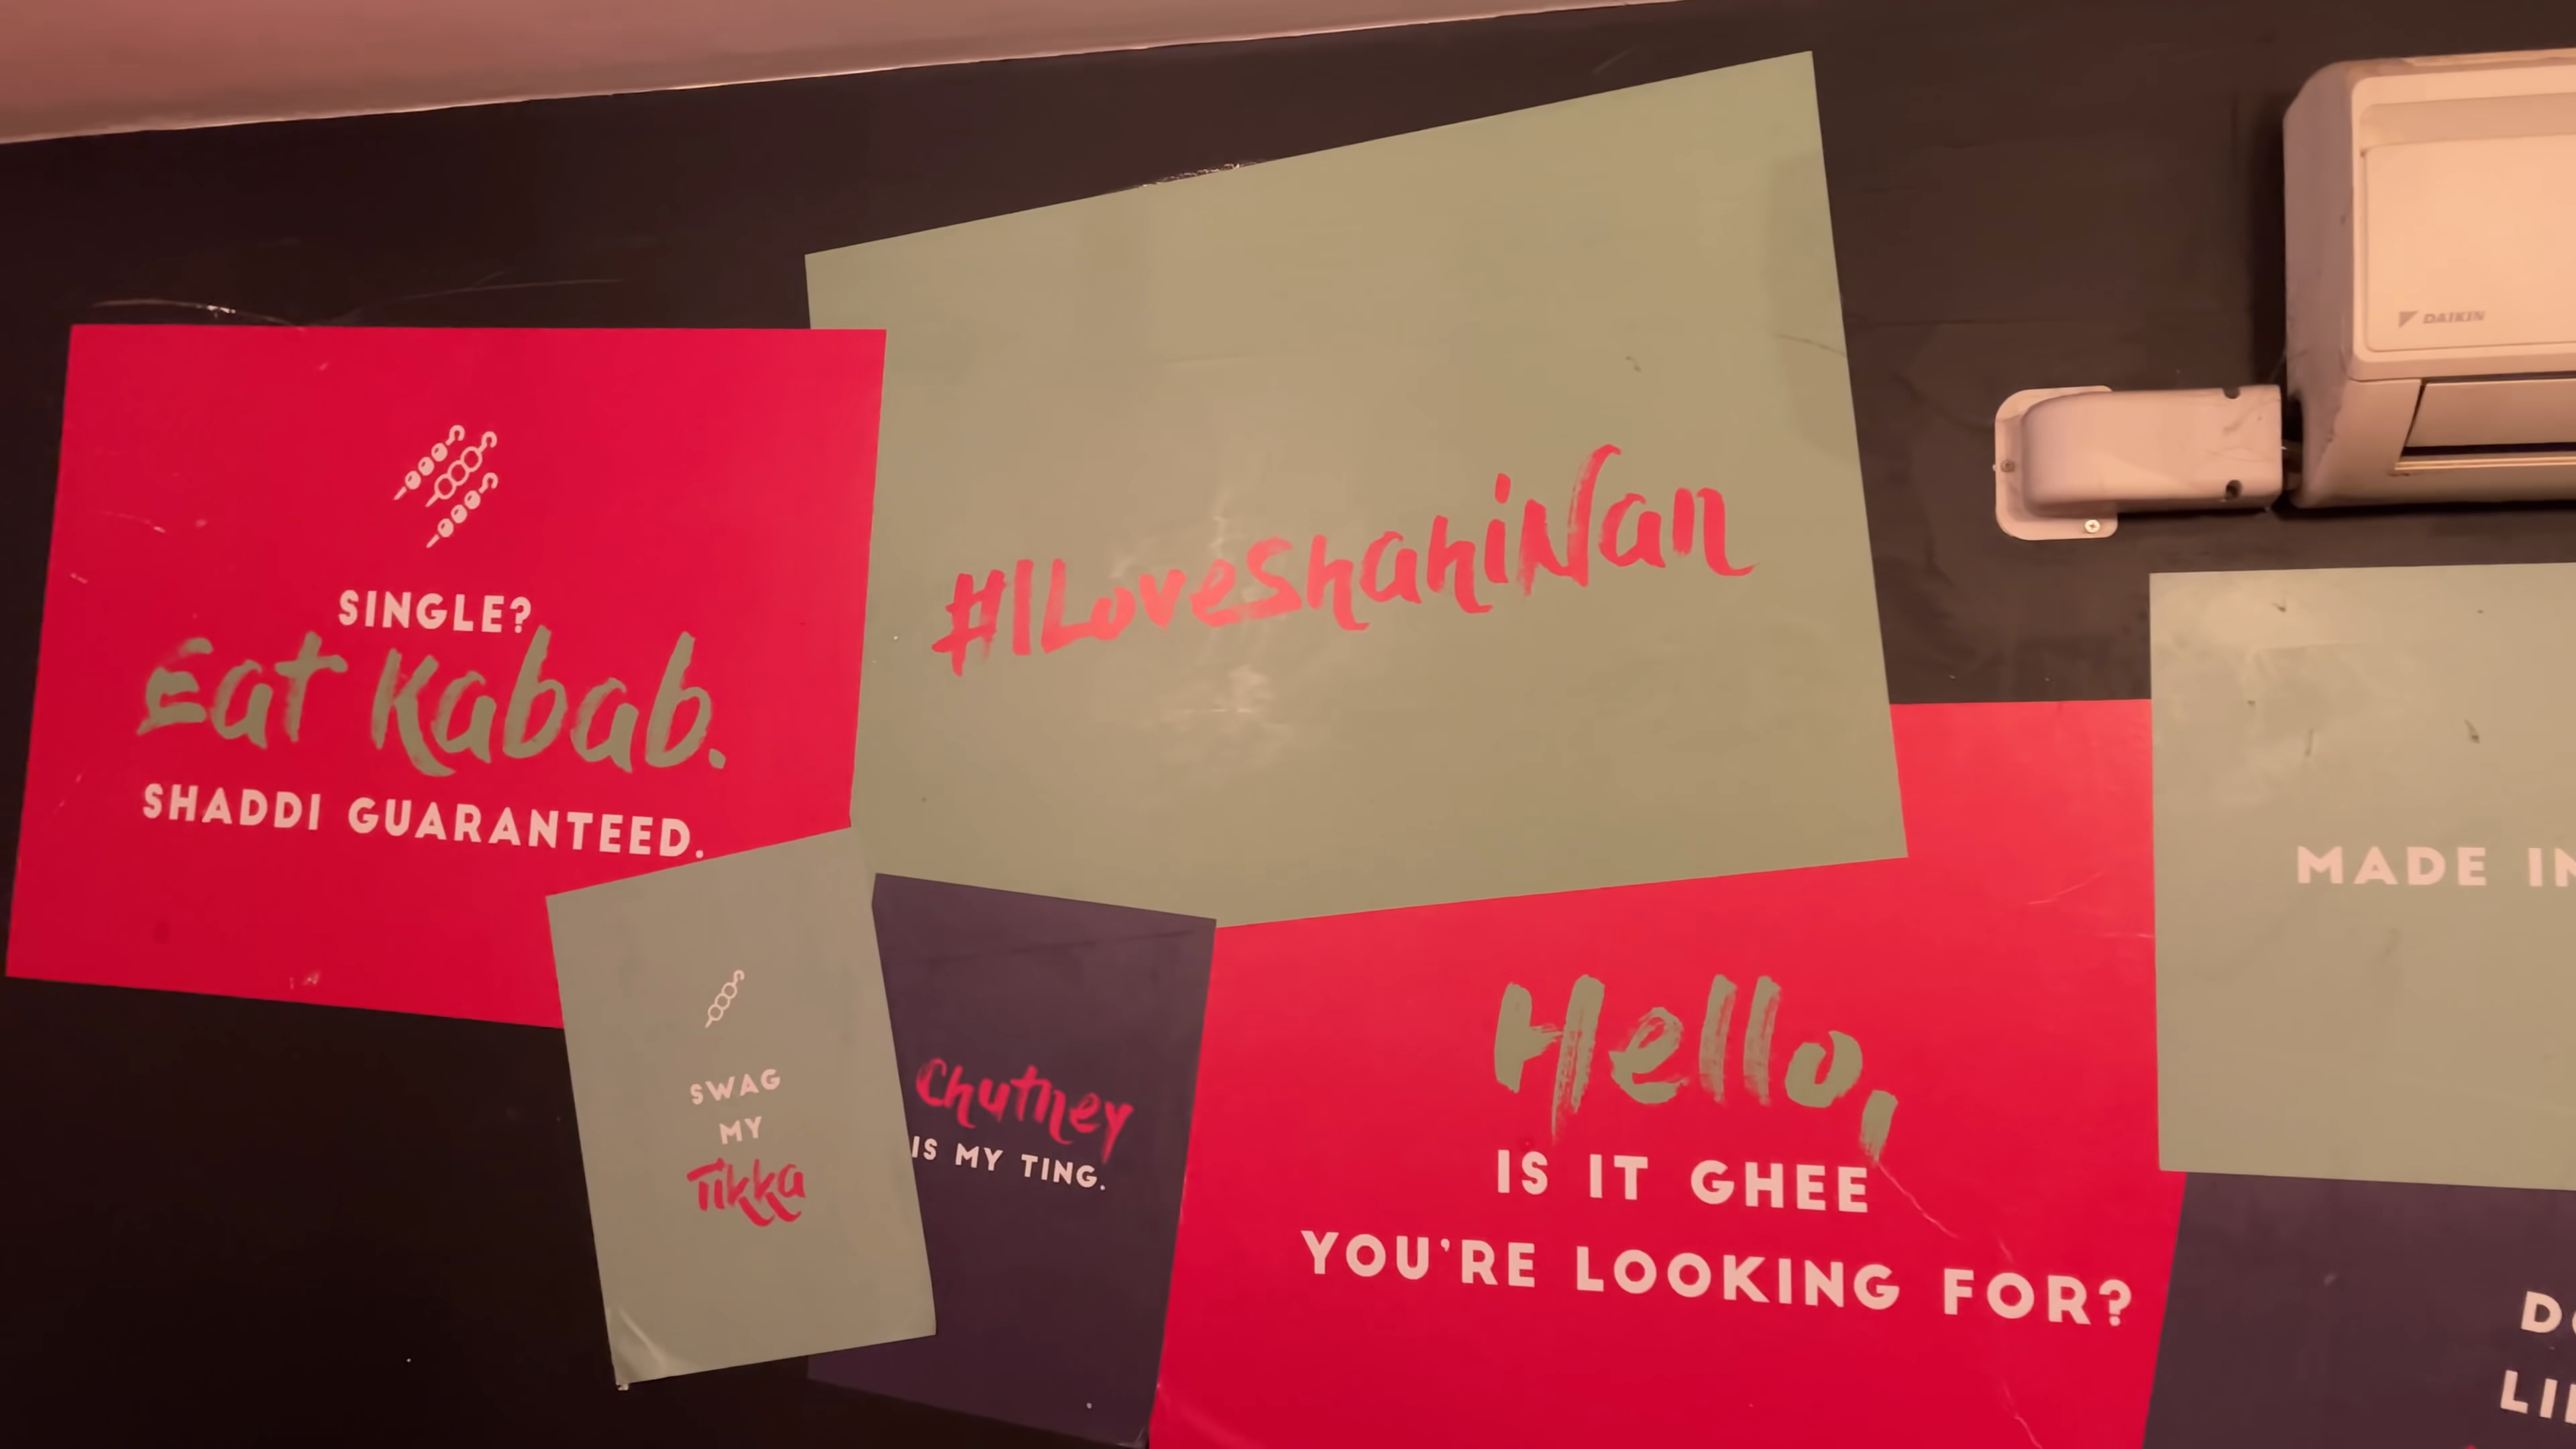 SINGLE?
Eat Kabab.
SHADDI GUARANTEED.
#ILoveShahiNan
DAIKIN
SWAG
MY
Tikka
Chutney
IS MY TING.
Hello,
IS IT GHEE
YOU'RE LOOKING FOR?
MADE